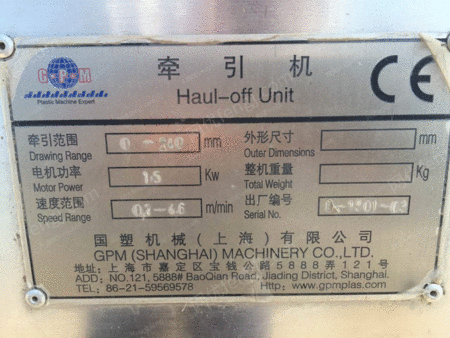 GPM
Plastic Machine Expert
牵引机
Haul-off Unit
CE
牵引范围 mm 外形尺寸 mm
Drawing Range Outer Dimensions
电机功率 1.5 Kw 整机重量 Kg
Motor Power Total Weight
速度范围 m/min 出厂编号
Speed Range Serial No.
国塑机械(上海)有限公司
GPM (SHANGHAI) MACHINERY CO.,LTD.
地址:上海市嘉定区宝钱公路5888弄121号
ADD: NO.121, 5888# BaoQian Road, Jiading District, Shanghai.
TEL: 86-21-59569578 Http: www.gpmplas.com